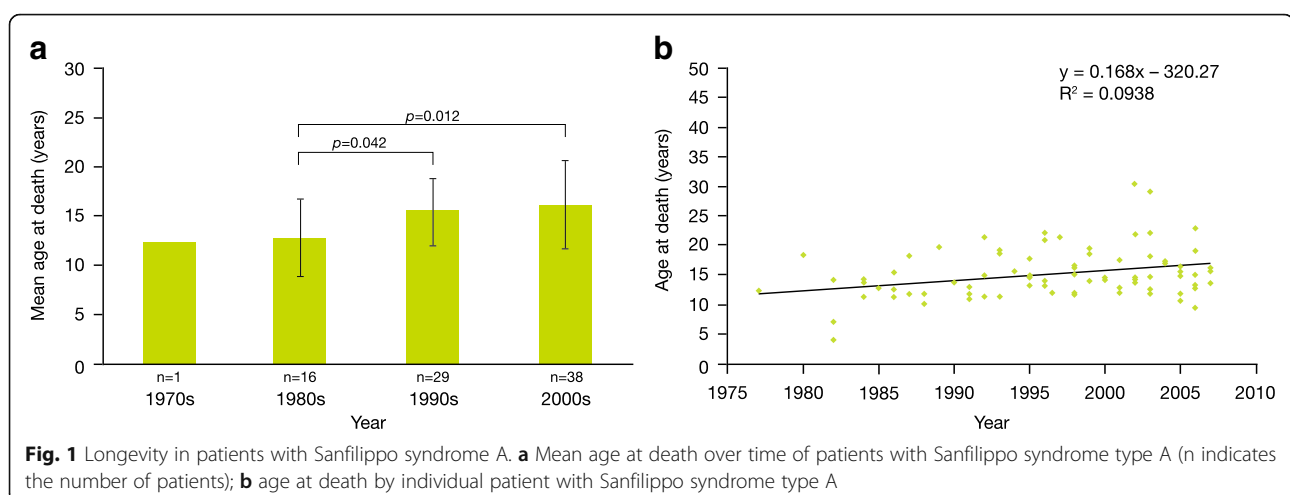 a
Mean age at death (years)
30
25
20
15
10
5
0
p=0.012
p=0.042
n=1
n=16
n=29
n=38
1970s
1980s
1990s
2000s
Year
b
Age at death (years)
50
45
40
35
30
25
20
15
10
5
0
y = 0.168x – 320.27
R² = 0.0938
1975
1980
1985
1990
1995
2000
2005
2010
Year
Fig. 1 Longevity in patients with Sanfilippo syndrome A. a Mean age at death over time of patients with Sanfilippo syndrome type A (n indicates
the number of patients); b age at death by individual patient with Sanfilippo syndrome type A